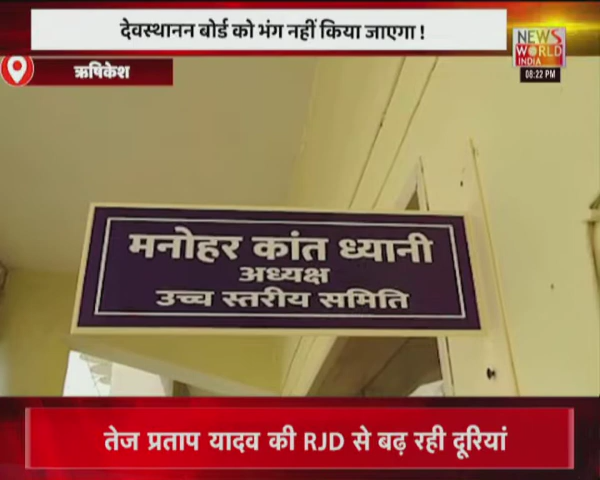 देवस्थानन बोर्ड को भंग नहीं किया जाएगा !
NEWS
WORLD
INDIA
08:22 PM
ऋषिकेश
मनोहर कांत ध्यानी
अध्यक्ष
उच्च स्तरीय समिति
तेज प्रताप यादव की RJD से बढ़ रही दूरियां